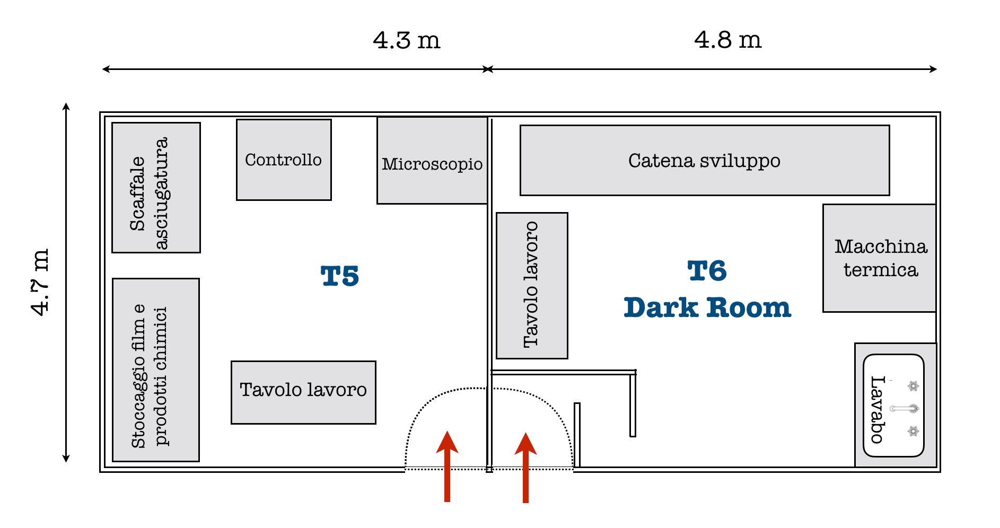 4.3 m
4.8 m
4.7 m
Scaffale
asciugatura
Controllo
Microscopio
Catena sviluppo
Stoccaggio film e
prodotti chimici
T5
Tavolo lavoro
Tavolo lavoro
T6
Dark Room
Macchina
termica
Lavabo